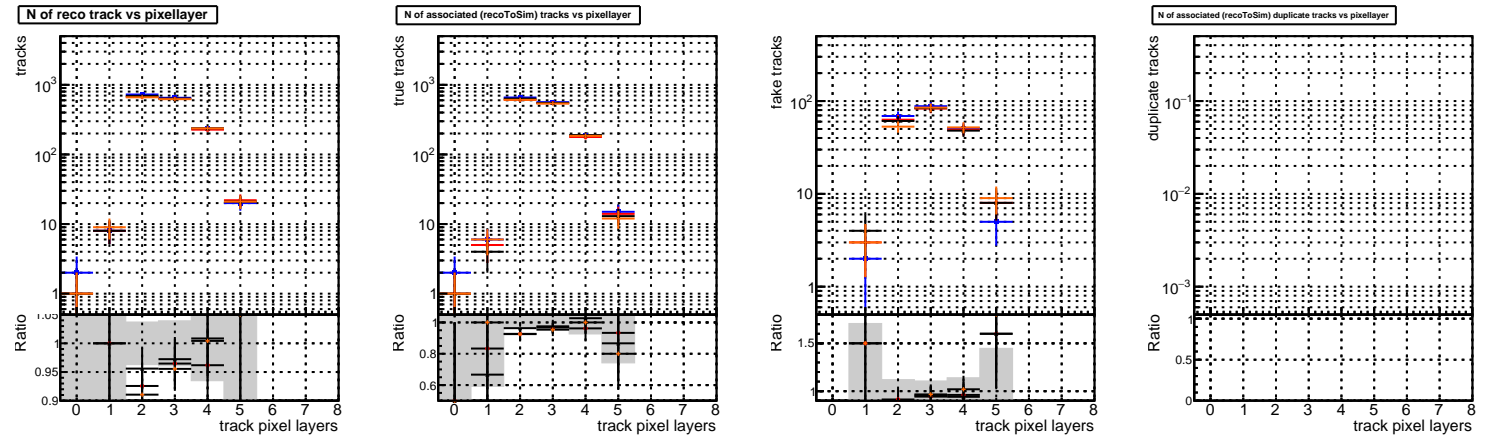 N of reco track vs pixellayer
tracks
10³
10²
10
1
Ratio
1.05
1
0.95
0.9
0 1 2 3 4 5 6 7 8
track pixel layers
N of associated (recoToSim) tracks vs pixellayer
true tracks
10³
10²
10
1
Ratio
1
0.8
0.6
0 1 2 3 4 5 6 7 8
track pixel layers
fake tracks
10²
10
1
Ratio
1.5
1
0 1 2 3 4 5 6 7 8
track pixel layers
N of associated (recoToSim) duplicate tracks vs pixellayer
duplicate tracks
10⁻¹
10⁻²
10⁻³
Ratio
1
0.5
0
0 1 2 3 4 5 6 7 8
track pixel layers